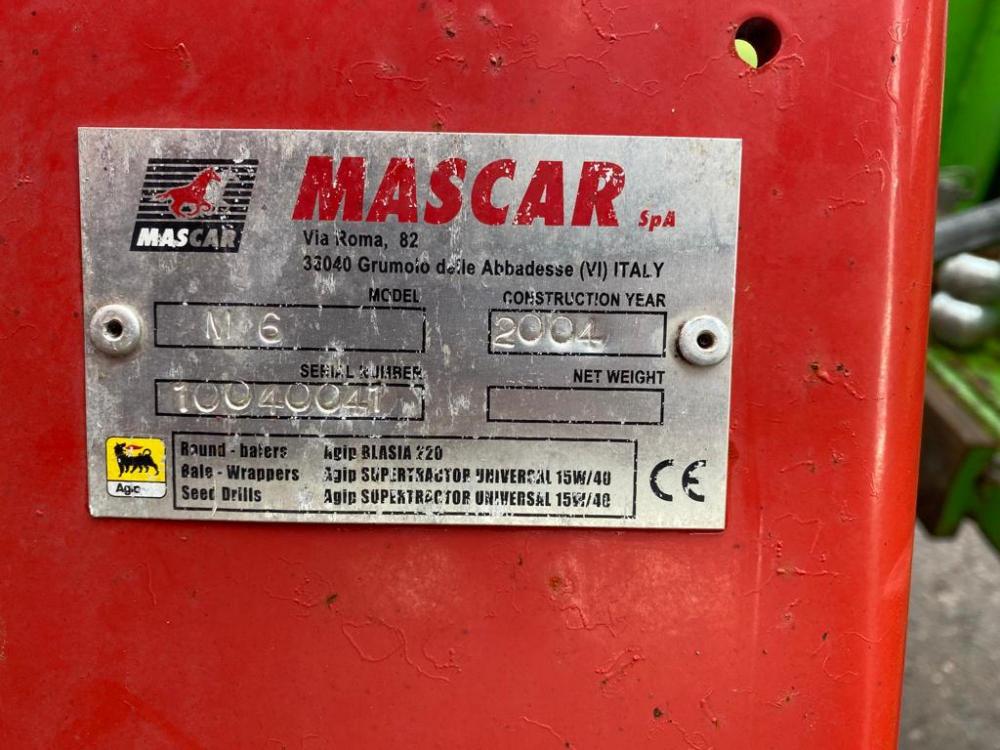 MASCAR
MASCAR SpA
Via Roma, 82
33040 Grumolo delle Abbadesse (VI) ITALY
MODEL
CONSTRUCTION YEAR
M 6
2004
SERIAL NUMBER
NET WEIGHT
10040041
Round - balers Agip BLASIA 220
Bale - Wrappers Agip SUPERTRACTOR UNIVERSAL 15W/40
Seed Drills Agip SUPERTRACTOR UNIVERSAL 15W/40
Agip
CE